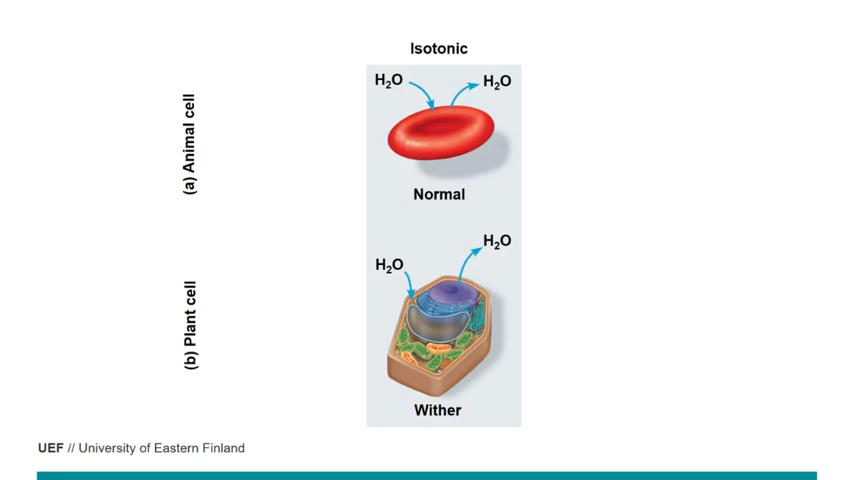 Isotonic
(a) Animal cell
H₂O
H₂O
Normal
(b) Plant cell
H₂O
H₂O
Wither
UEF // University of Eastern Finland